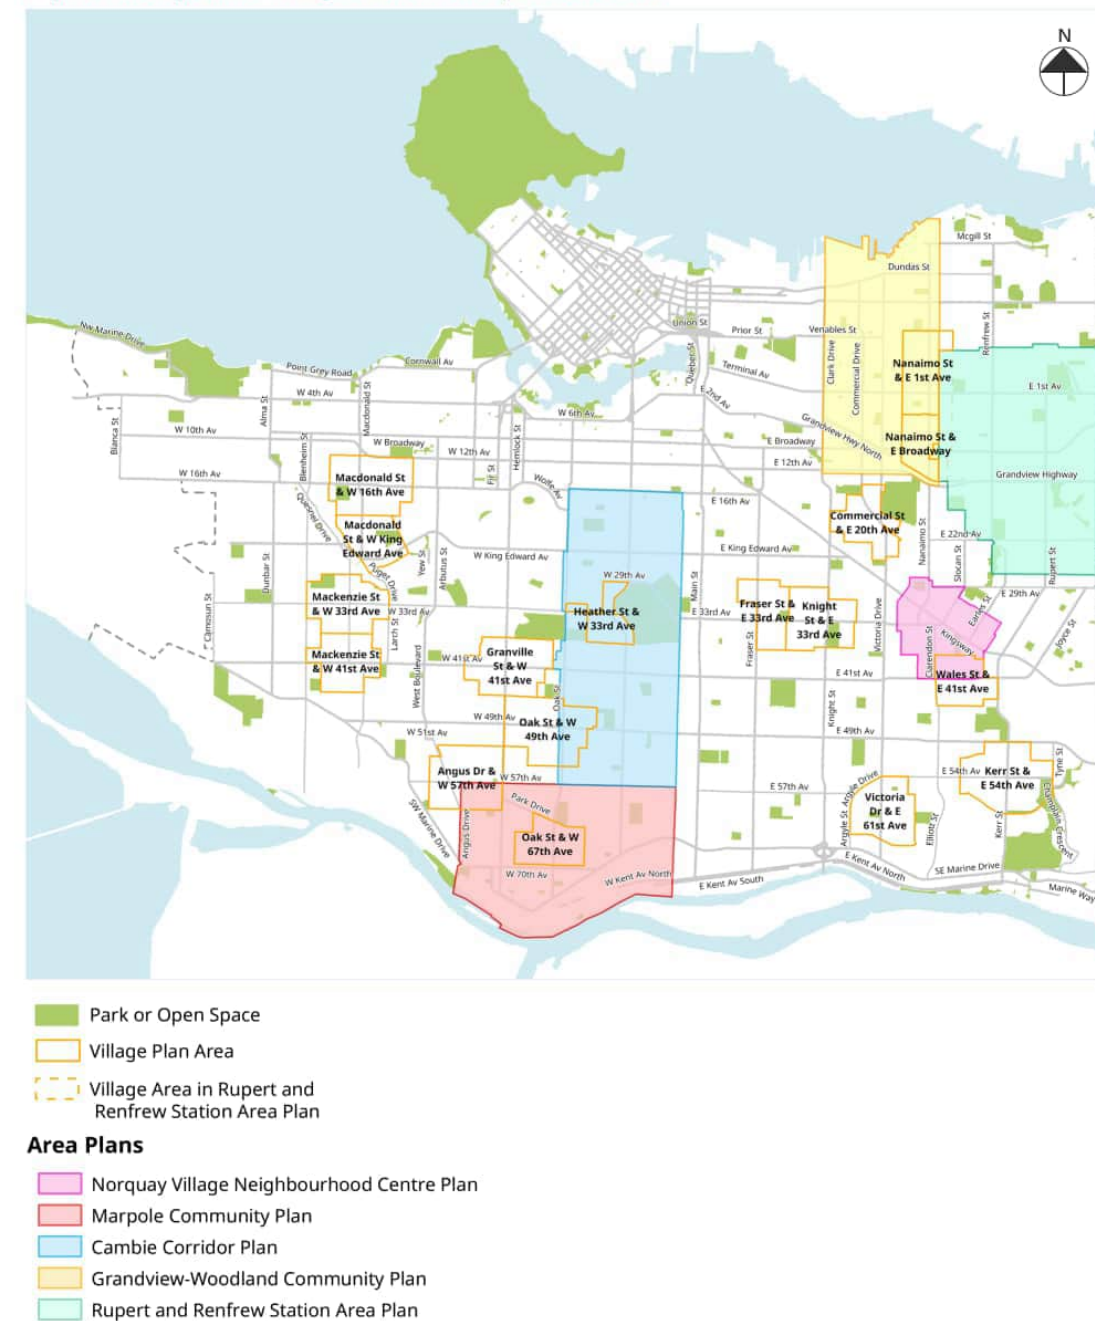 N
Mcgill St
Dundas St
Union St
Prior St
Venables St
Renfrew St
NW Marine Drive
Point Grey Road
Cornwall Av
Quebec St
Terminal Av
Clark Drive
Commercial Drive
Nanaimo St
& E 1st Ave
E 1st Av
W 4th Av
Macdonald St
Alma St
E 2nd Av
W 6th Av
Blanca St
W 10th Av
Blenheim St
W Broadway
W 12th Av
Hemlock St
Fir St
Grandview Hwy North
E Broadway
E 12th Av
Nanaimo St &
E Broadway
W 16th Av
Macdonald St
& W 16th Ave
Wolfe Av
E 16th Av
Grandview Highway
Quesnel Drive
Macdonald
St & W King
Edward Ave
Commercial St
& E 20th Ave
E 22nd Av
Nanaimo St
Slocan St
Rupert St
Dunbar St
Puget Drive
Yew St
Arbutus St
W King Edward Av
E King Edward Av
W 29th Av
E 29th Av
Camosun St
Mackenzie St
& W 33rd Ave
W 33rd Av
Larch St
Heather St &
W 33rd Ave
Main St
E 33rd Av
Fraser St &
E 33rd Ave
Knight
St & E
33rd Ave
Victoria Drive
Earles St
Kingsway
Clarendon St
Joyce St
Mackenzie St
& W 41st Ave
West Boulevard
W 41st Av
Granville
St & W
41st Ave
Fraser St
E 41st Av
Wales St &
E 41st Ave
Oak St
Knight St
W 49th Av
Oak St & W
49th Ave
W 51st Av
E 49th Av
Angus Dr &
W 57th Ave
W 57th Av
E 57th Av
Argyle Drive
E 54th Av
Kerr St &
E 54th Ave
Tyne St
Park Drive
Victoria
Dr & E
61st Ave
Champlain Crescent
SW Marine Drive
Angus Drive
Oak St & W
67th Ave
Argyle St
Elliott St
Kerr St
W 70th Av
W Kent Av North
E Kent Av South
E Kent Av North
SE Marine Drive
Marine Way
Park or Open Space
Village Plan Area
Village Area in Rupert and
Renfrew Station Area Plan
Area Plans
Norquay Village Neighbourhood Centre Plan
Marpole Community Plan
Cambie Corridor Plan
Grandview-Woodland Community Plan
Rupert and Renfrew Station Area Plan